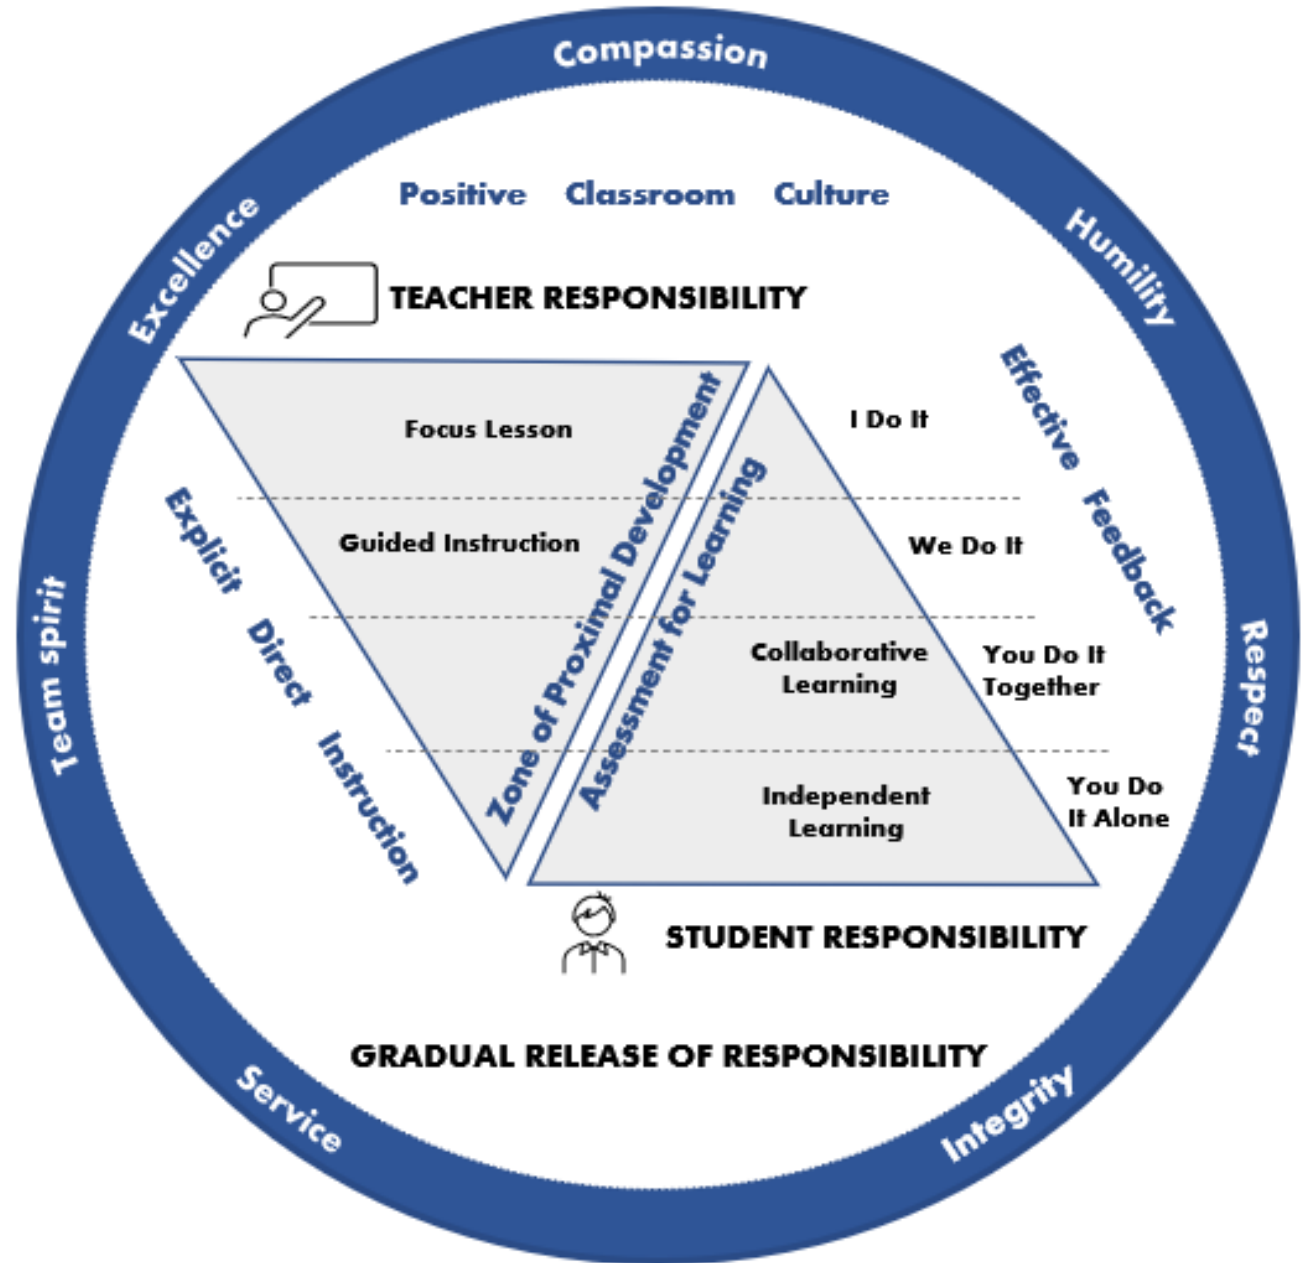 Compassion
Excellence
Humility
Positive Classroom Culture
TEACHER RESPONSIBILITY
Effective Feedback
Focus Lesson
I Do It
Zone of Proximal Development
Assessment for Learning
Explicit Direct Instruction
Guided Instruction
We Do It
Team spirit
Respect
Collaborative
Learning
You Do It
Together
Independent
Learning
You Do
It Alone
STUDENT RESPONSIBILITY
GRADUAL RELEASE OF RESPONSIBILITY
Service
Integrity